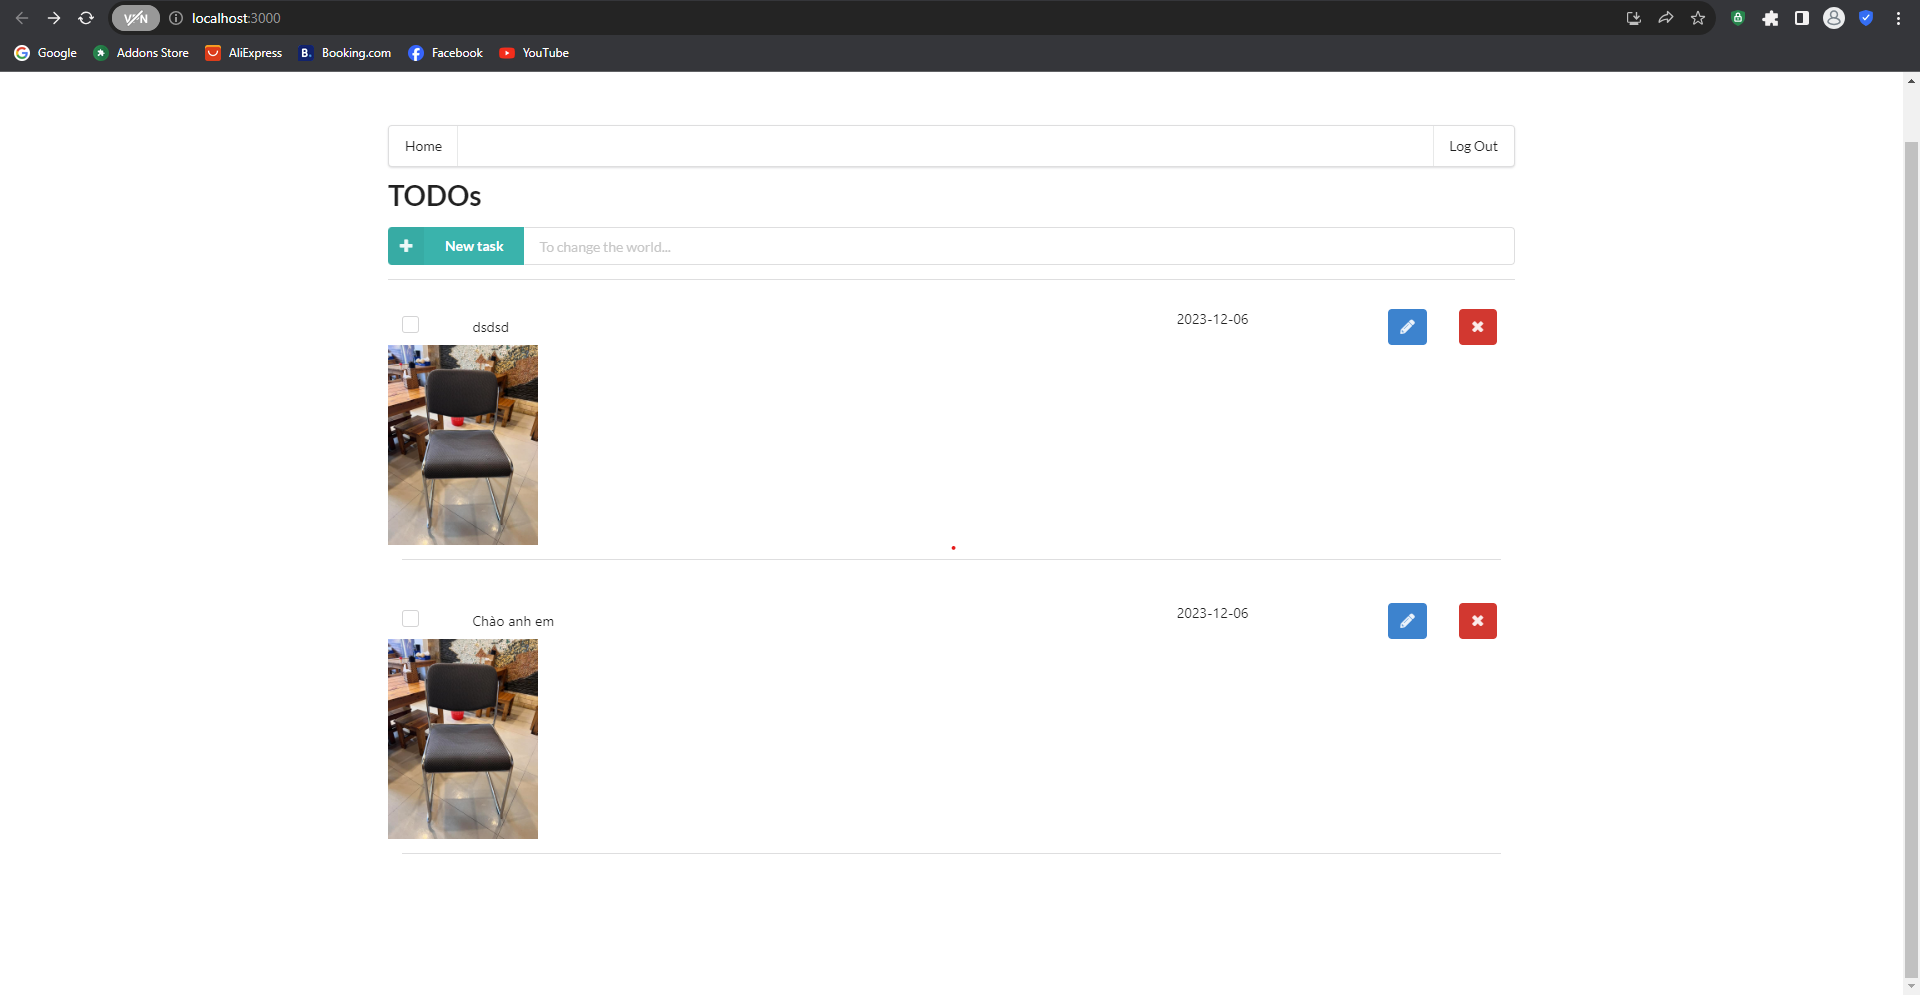 VPN
localhost:3000
Google
Addons Store
AliExpress
B. Booking.com
Facebook
YouTube
Home
Log Out
TODOs
New task
To change the world...
dsdsd
2023-12-06
Chào anh em
2023-12-06